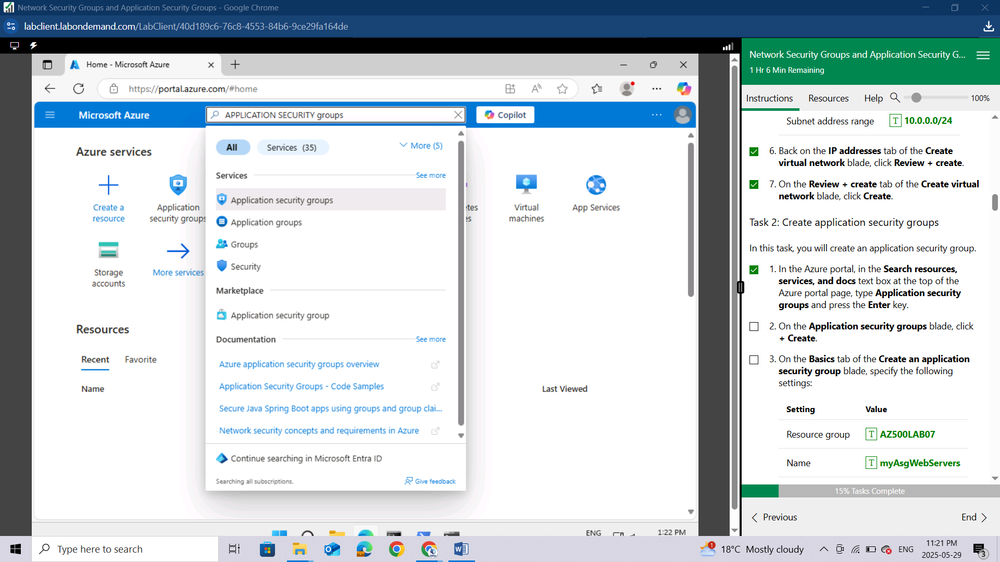 Network Security Groups and Application Security Groups - Google Chrome
labclient.labondemand.com/LabClient/40d189c6-76c8-4553-84b6-9ce29fa164de
Home - Microsoft Azure
https://portal.azure.com/#home
Microsoft Azure
APPLICATION SECURITY groups
Copilot
All
Services (35)
More (5)
Azure services
Services
See more
Create a
resource
Application
security groups
Application security groups
Application groups
Groups
Security
tes
es
Virtual
machines
App Services
Storage
accounts
More services
Marketplace
Application security group
Resources
Documentation
See more
Recent
Favorite
Azure application security groups overview
Application Security Groups - Code Samples
Name
Last Viewed
Secure Java Spring Boot apps using groups and group clai...
Network security concepts and requirements in Azure
Continue searching in Microsoft Entra ID
Searching all subscriptions.
Give feedback
ENG
1:22 PM
Network Security Groups and Application Security G...
1 Hr 6 Min Remaining
Instructions
Resources
Help
100%
Subnet address range
T 10.0.0.0/24
6. Back on the IP addresses tab of the Create
virtual network blade, click Review + create.
7. On the Review + create tab of the Create virtual
network blade, click Create.
Task 2: Create application security groups
In this task, you will create an application security group.
1. In the Azure portal, in the Search resources,
services, and docs text box at the top of the
Azure portal page, type Application security
groups and press the Enter key.
2. On the Application security groups blade, click
+ Create.
3. On the Basics tab of the Create an application
security group blade, specify the following
settings:
Setting
Value
Resource group
T AZ500LAB07
Name
T myAsgWebServers
15% Tasks Complete
Previous
End
Type here to search
1
18°C Mostly cloudy
ENG
11:21 PM
2025-05-29
3